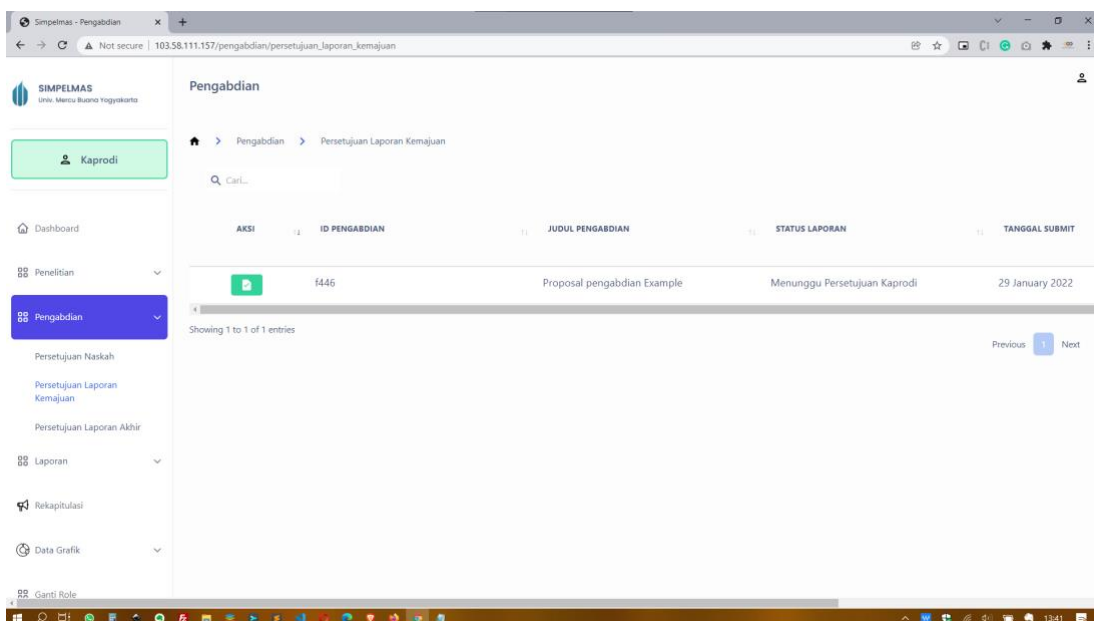 Simpelmas - Pengabdian
Not secure | 103.58.111.157/pengabdian/persetujuan_laporan_kemajuan
SIMPELMAS
Univ. Mercu Buana Yogyakarta
Pengabdian
Kaprodi
Pengabdian > Persetujuan Laporan Kemajuan
Cari...
Dashboard
Penelitian
Pengabdian
Persetujuan Naskah
Persetujuan Laporan
Kemajuan
Persetujuan Laporan Akhir
Laporan
Rekapitulasi
Data Grafik
Ganti Role
AKSI ID PENGABDIAN JUDUL PENGABDIAN STATUS LAPORAN TANGGAL SUBMIT
f446 Proposal pengabdian Example Menunggu Persetujuan Kaprodi 29 January 2022
Showing 1 to 1 of 1 entries
Previous 1 Next
13:41